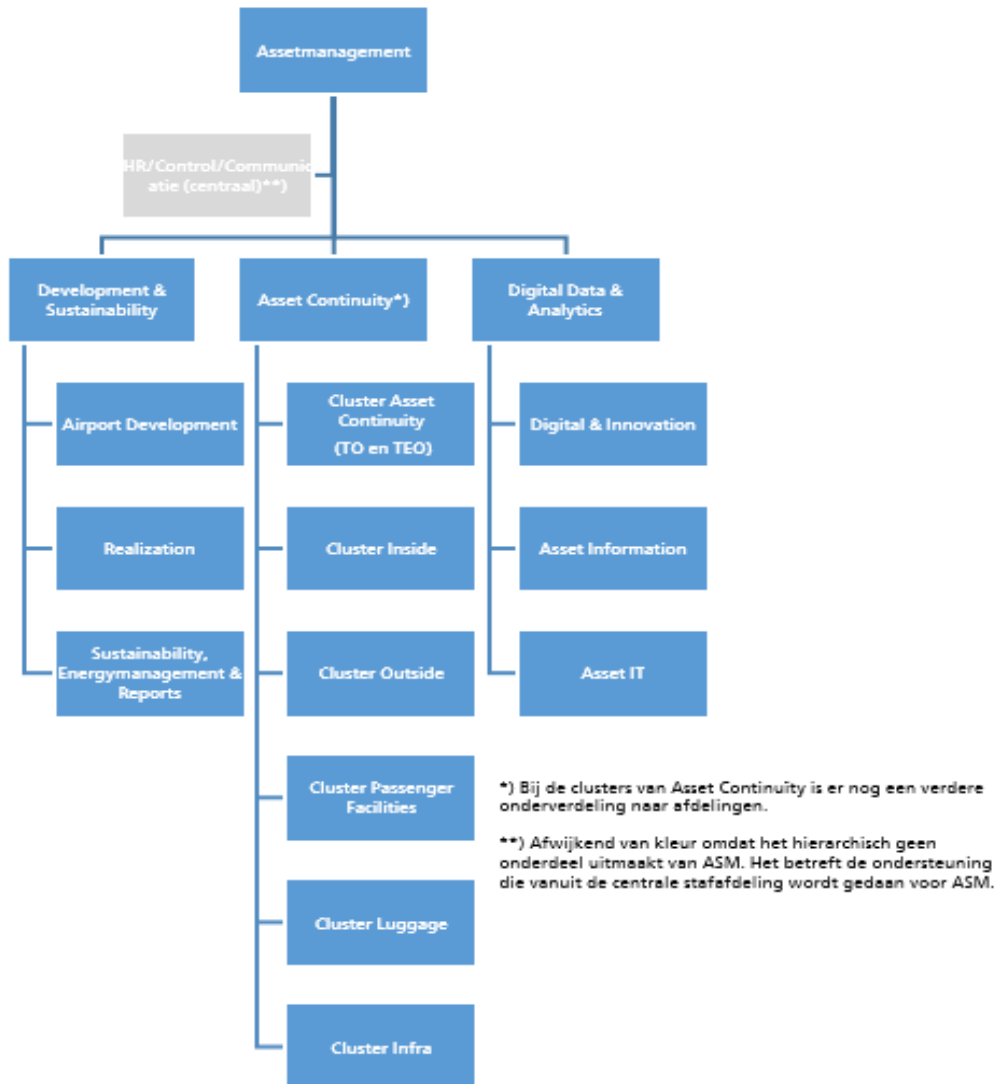 Assetmanagement
HR/Control/Communic
atie (centraal)**)
Development &
Sustainability
Asset Continuity*)
Digital Data &
Analytics
Airport Development
Cluster Asset
Continuity
(TO en TEO)
Digital & Innovation
Realization
Cluster Inside
Asset Information
Sustainability,
Energymanagement &
Reports
Cluster Outside
Asset IT
Cluster Passenger
Facilities
*) Bij de clusters van Asset Continuïty is er nog een verdere
onderverdeling naar afdelingen.
**) Afwijkend van kleur omdat het hierarchisch geen
onderdeel uitmaakt van ASM. Het betreft de ondersteuning
die vanuit de centrale stafafdeling wordt gedaan voor ASM.
Cluster Luggage
Cluster Infra